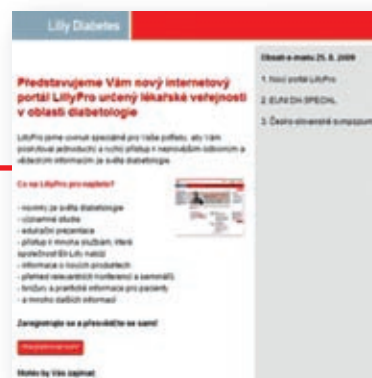 Lilly Diabetes
Představujeme Vám nový internetový
portál LillyPro určený lékařské veřejnosti
v oblasti diabetologie
LillyPro jsme vyvinuli speciálně pro Vaše potřeby, aby Vám
poskytoval jednoduchý a rychlý přístup k nejnovějším odborným a
vědeckým informacím ze světa diabetologie.
Co na LillyPro pro najdete?
- novinky ze světa diabetologie
- významné studie
- edukační prezentace
- přístup k mnoha službám, které
společnost Eli Lilly nabízí
- informace o nových produktech
- přehled relevantních konferencí a seminářů
- brožury a praktické informace pro pacienty
- a mnoho dalších informací
Zaregistrujte se a přesvědčte se sami!
Mohlo by Vás zajímat
Obsah e-mailu 25. 8. 2009
1. Nový portál LillyPro
2. SPECIAL
3. Česko-slovenské sympozium